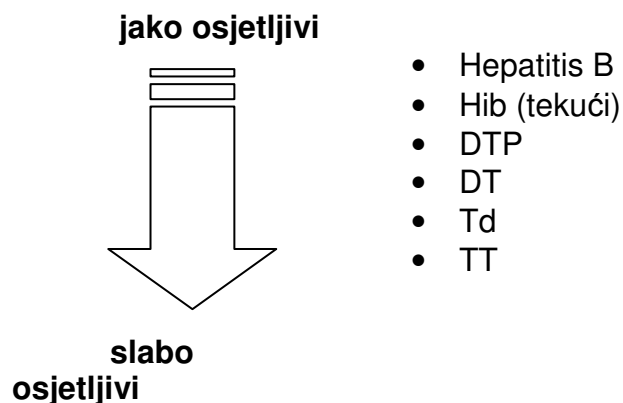 jako osjetljivi
• Hepatitis B
• Hib (tekući)
• DTP
• DT
• Td
• TT
slabo
osjetljivi